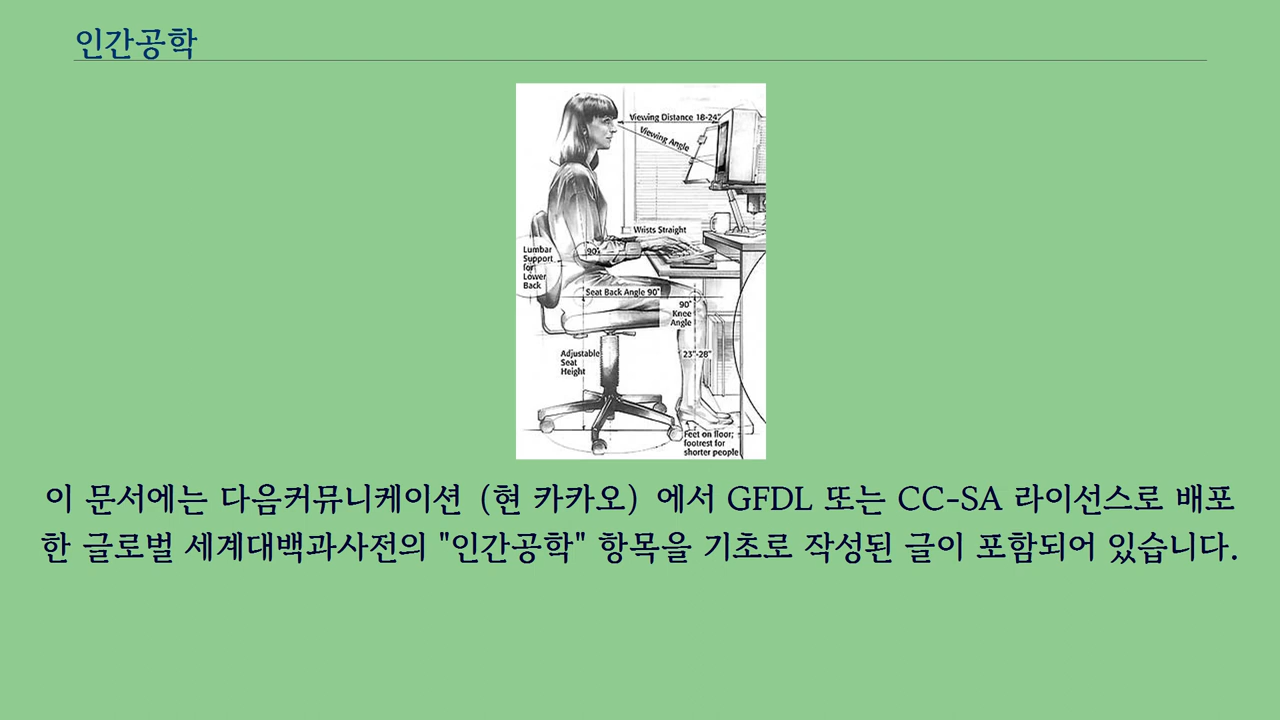 인간공학
Viewing Distance 18-24"
Viewing Angle
Wrists Straight
90°
Lumbar
Support
for
Lower
Back
Seat Back Angle 90°
90°
Knee
Angle
Adjustable
Seat
Height
23"-28"
Feet on floor;
footrest for
shorter people
이 문서에는 다음커뮤니케이션 (현 카카오) 에서 GFDL 또는 CC-SA 라이선스로 배포
한 글로벌 세계대백과사전의 "인간공학" 항목을 기초로 작성된 글이 포함되어 있습니다.